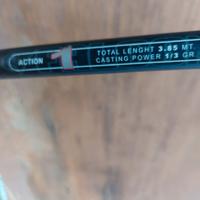 ACTION 1
TOTAL LENGHT 3.85 MT.
CASTING POWER 1/3 GR